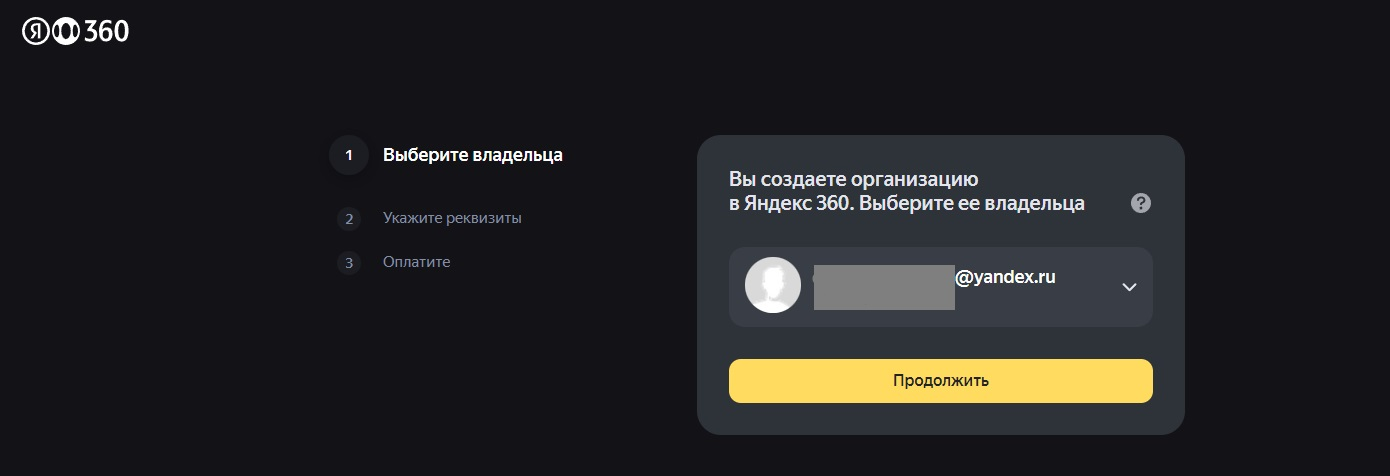 Я 360
1 Выберите владельца
2 Укажите реквизиты
3 Оплатите
Вы создаете организацию
в Яндекс 360. Выберите ее владельца
?
@yandex.ru
Продолжить